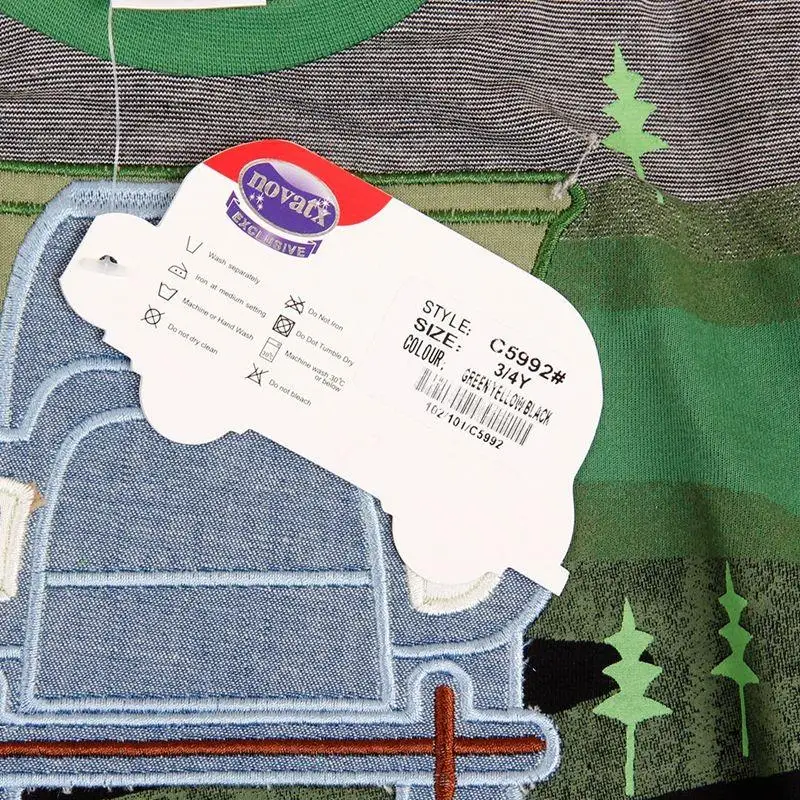 novatx
EXCLUSIVE
Wash separately
Iron at medium setting
Machine or Hand Wash
Do not dry clean
Do Not Iron
Do Dot Tumble Dry
Machine wash 30°C
or below
Do not bleach
30°
STYLE: C5992#
SIZE: 3/4Y
COLOUR: GREEN YELLOW BLACK
162/101/C5992